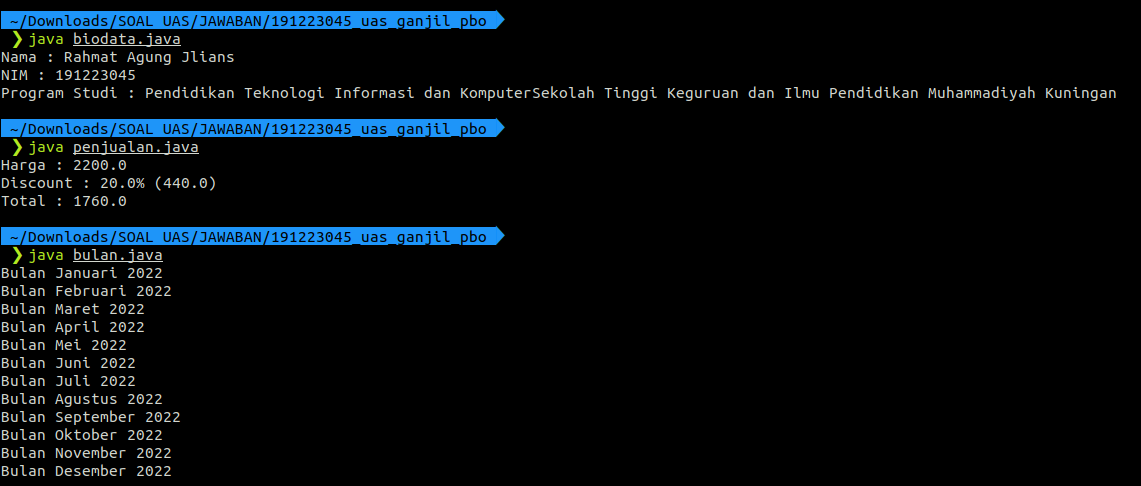 ~/Downloads/SOAL UAS/JAWABAN/191223045_uas_ganjil_pbo
❯ java biodata.java
Nama : Rahmat Agung Jlians
NIM : 191223045
Program Studi : Pendidikan Teknologi Informasi dan KomputerSekolah Tinggi Keguruan dan Ilmu Pendidikan Muhammadiyah Kuningan
~/Downloads/SOAL UAS/JAWABAN/191223045_uas_ganjil_pbo
❯ java penjualan.java
Harga : 2200.0
Discount : 20.0% (440.0)
Total : 1760.0
~/Downloads/SOAL UAS/JAWABAN/191223045_uas_ganjil_pbo
❯ java bulan.java
Bulan Januari 2022
Bulan Februari 2022
Bulan Maret 2022
Bulan April 2022
Bulan Mei 2022
Bulan Juni 2022
Bulan Juli 2022
Bulan Agustus 2022
Bulan September 2022
Bulan Oktober 2022
Bulan November 2022
Bulan Desember 2022